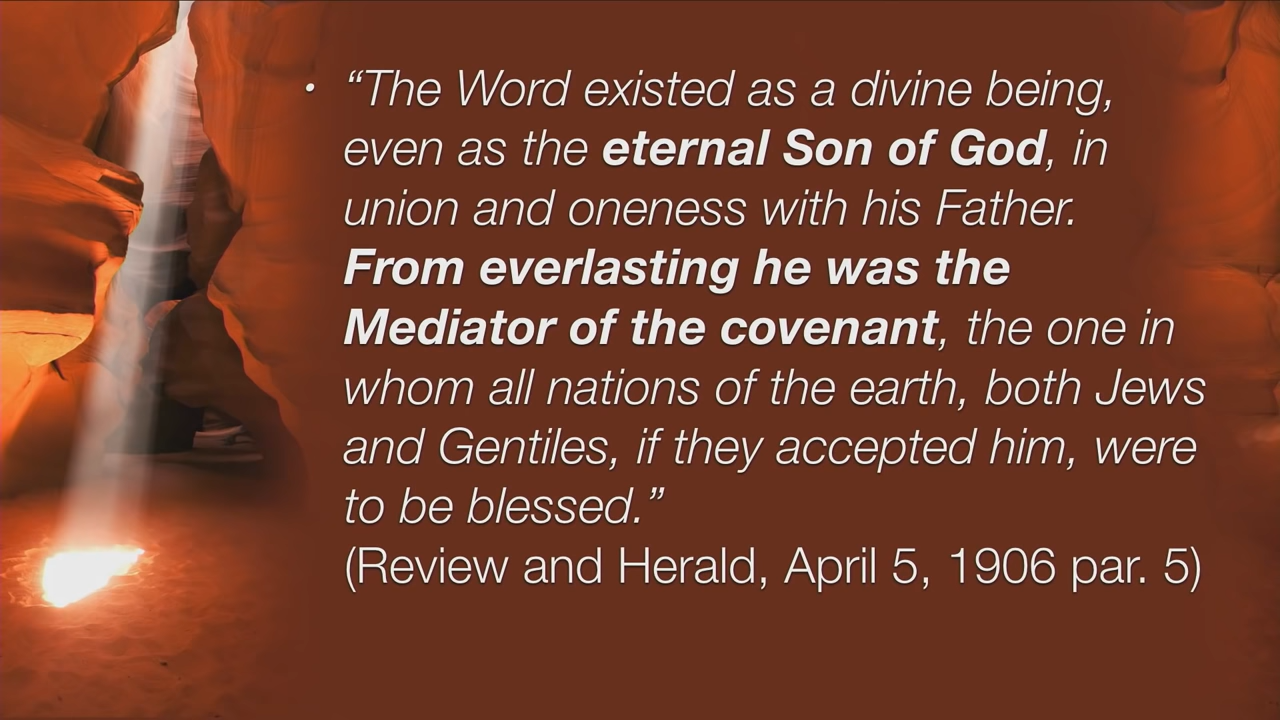 • “The Word existed as a divine being,
even as the eternal Son of God, in
union and oneness with his Father.
From everlasting he was the
Mediator of the covenant, the one in
whom all nations of the earth, both Jews
and Gentiles, if they accepted him, were
to be blessed.”
(Review and Herald, April 5, 1906 par. 5)